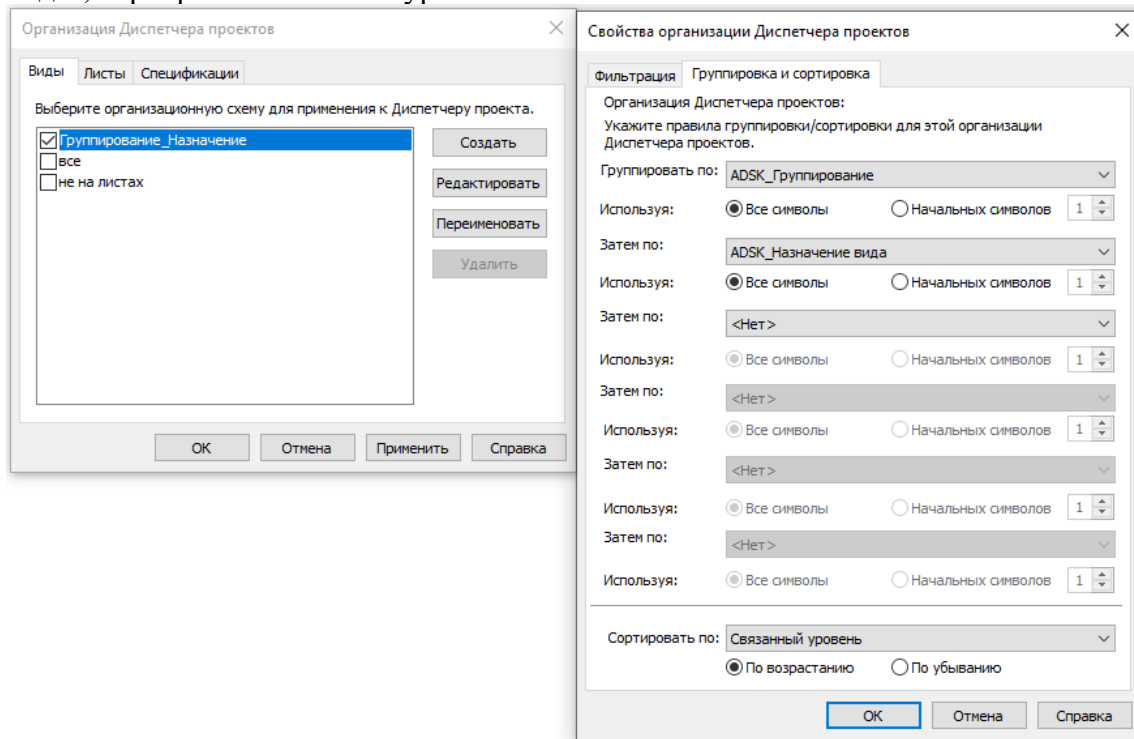 Организация Диспетчера проектов
Виды Листы Спецификации
Выберите организационную схему для применения к Диспетчеру проекта.
Группирование_Назначение
все
не на листах
Создать
Редактировать
Переименовать
Удалить
ОК Отмена Применить Справка
Свойства организации Диспетчера проектов
Фильтрация Группировка и сортировка
Организация Диспетчера проектов:
Укажите правила группировки/сортировки для этой организации
Диспетчера проектов.
Группировать по: ADSK_Группирование
Используя: Все символы Начальных символов 1
Затем по: ADSK_Назначение вида
Используя: Все символы Начальных символов 1
Затем по: <Нет>
Используя: Все символы Начальных символов 1
Затем по: <Нет>
Используя: Все символы Начальных символов 1
Затем по: <Нет>
Используя: Все символы Начальных символов 1
Затем по: <Нет>
Используя: Все символы Начальных символов 1
Сортировать по: Связанный уровень
По возрастанию По убыванию
ОК Отмена Справка